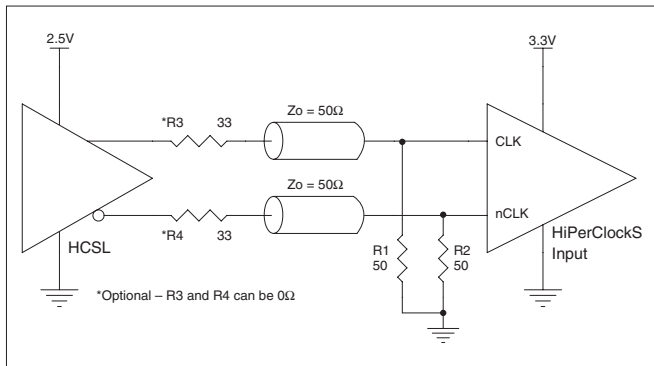 2.5V
3.3V
*R3 33
Zo = 50Ω
CLK
Zo = 50Ω
nCLK
*R4 33
HCSL
R1
50
R2
50
HiPerClockS
Input
*Optional – R3 and R4 can be 0Ω